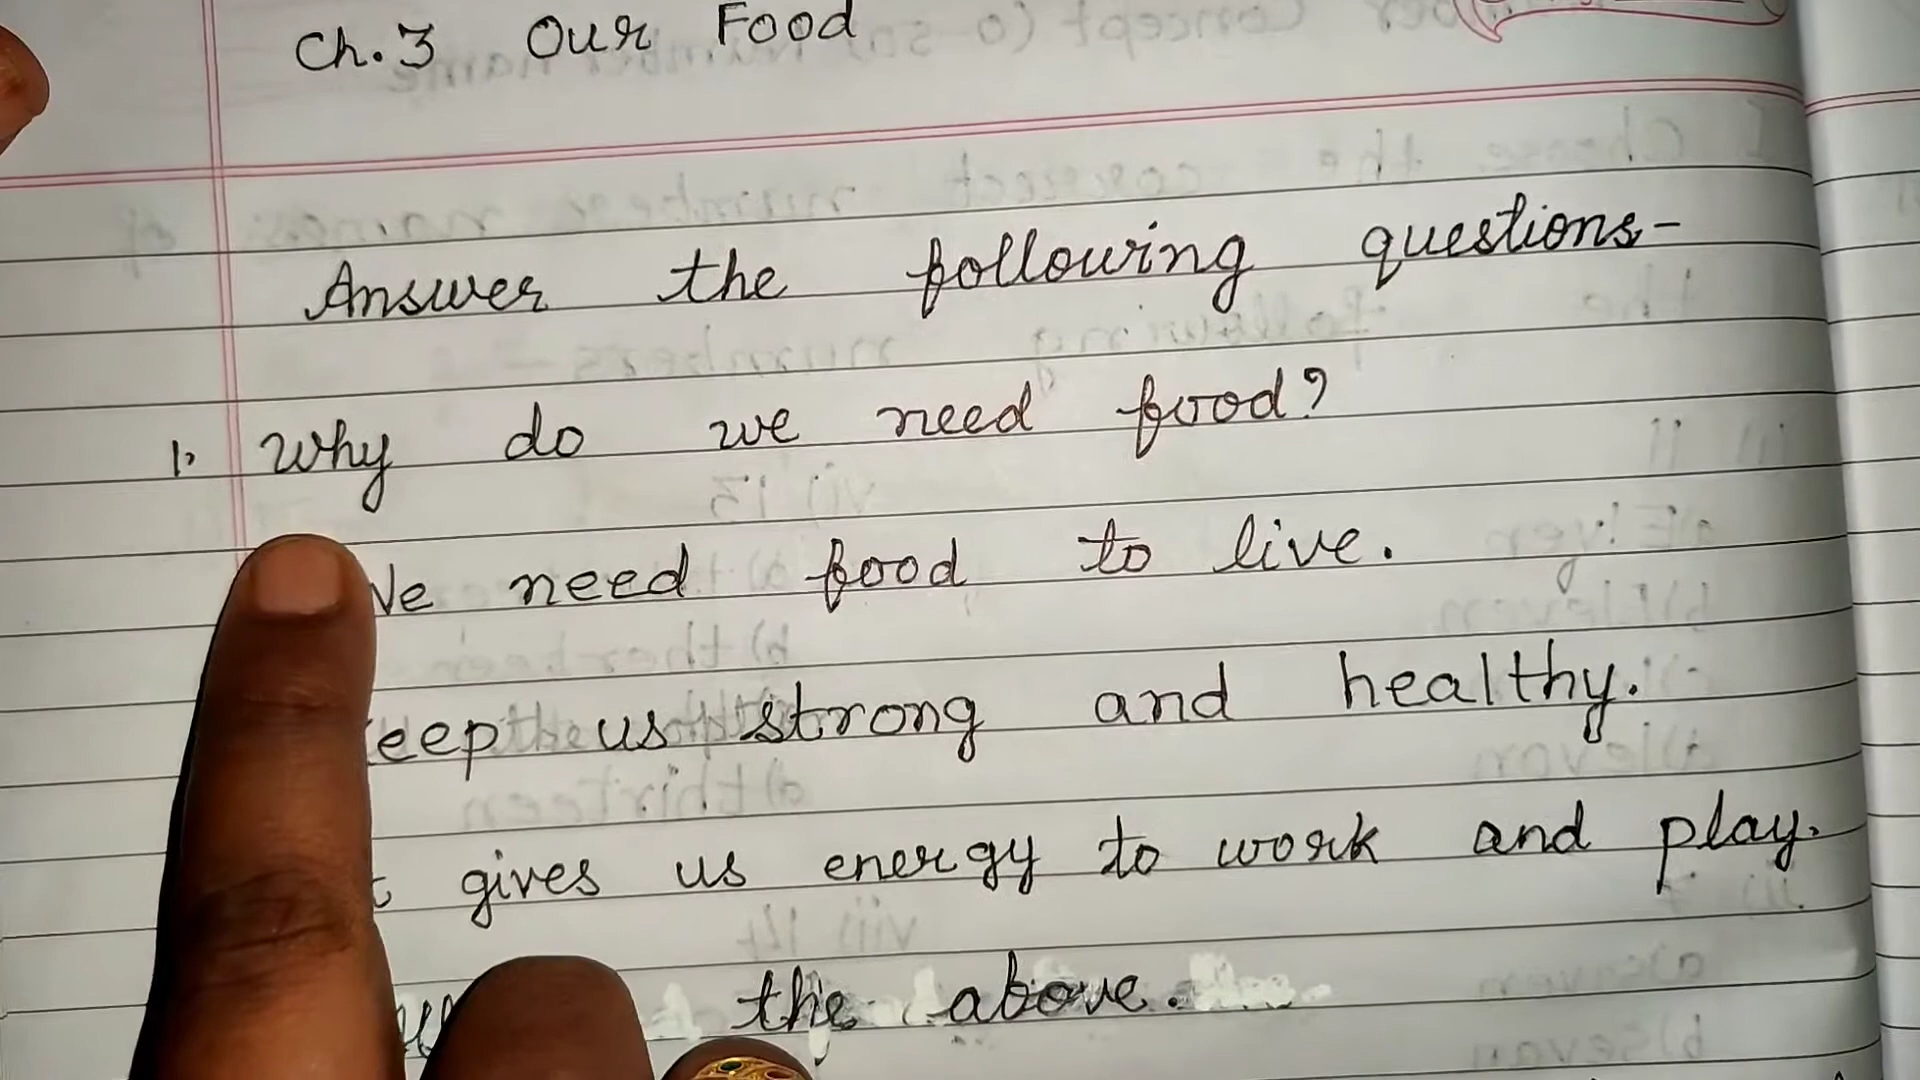 Ch.3 Our Food
Answer the following questions-
1. Why do we need food?
We need food to live.
eep us strong and healthy.
gives us energy to work and play.
the above.